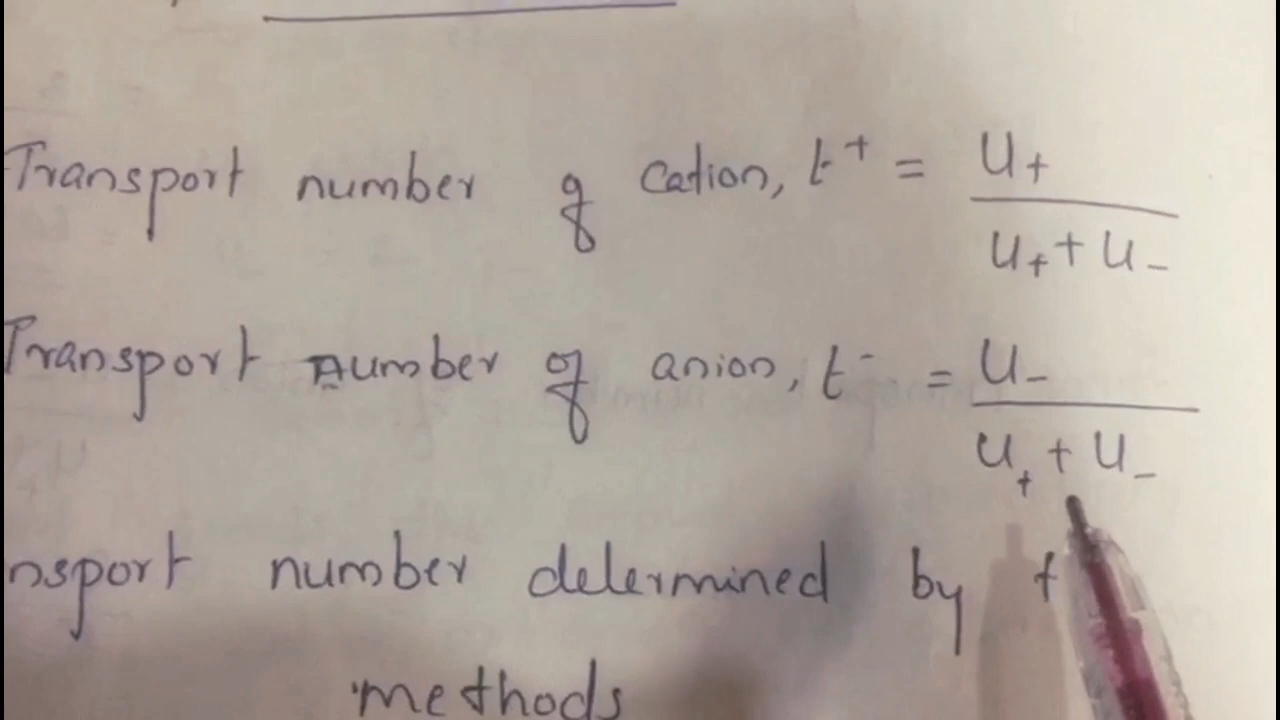 Transport number of cation, t⁺ = U₊ / U₊ + U₋
Transport number of anion, t⁻ = U₋ / U₊ + U₋
nsport number determined by
methods